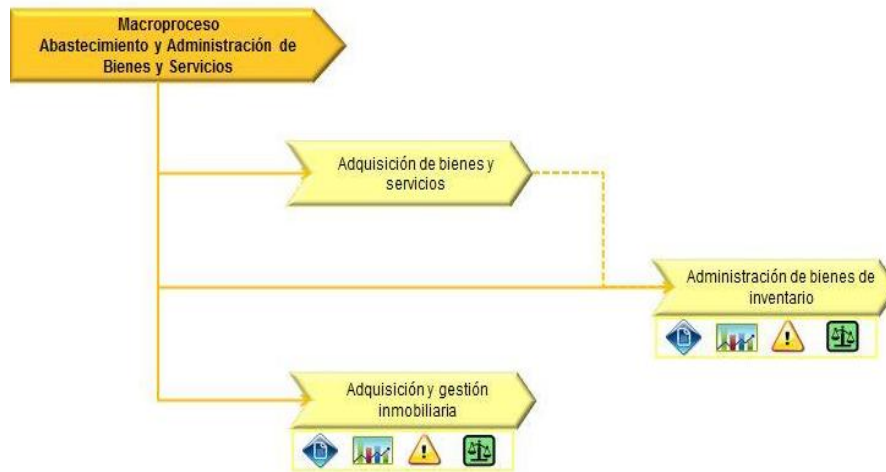 Macroproceso
Abastecimiento y Administración de
Bienes y Servicios
Adquisición de bienes y
servicios
Administración de bienes de
inventario
Adquisición y gestión
inmobiliaria